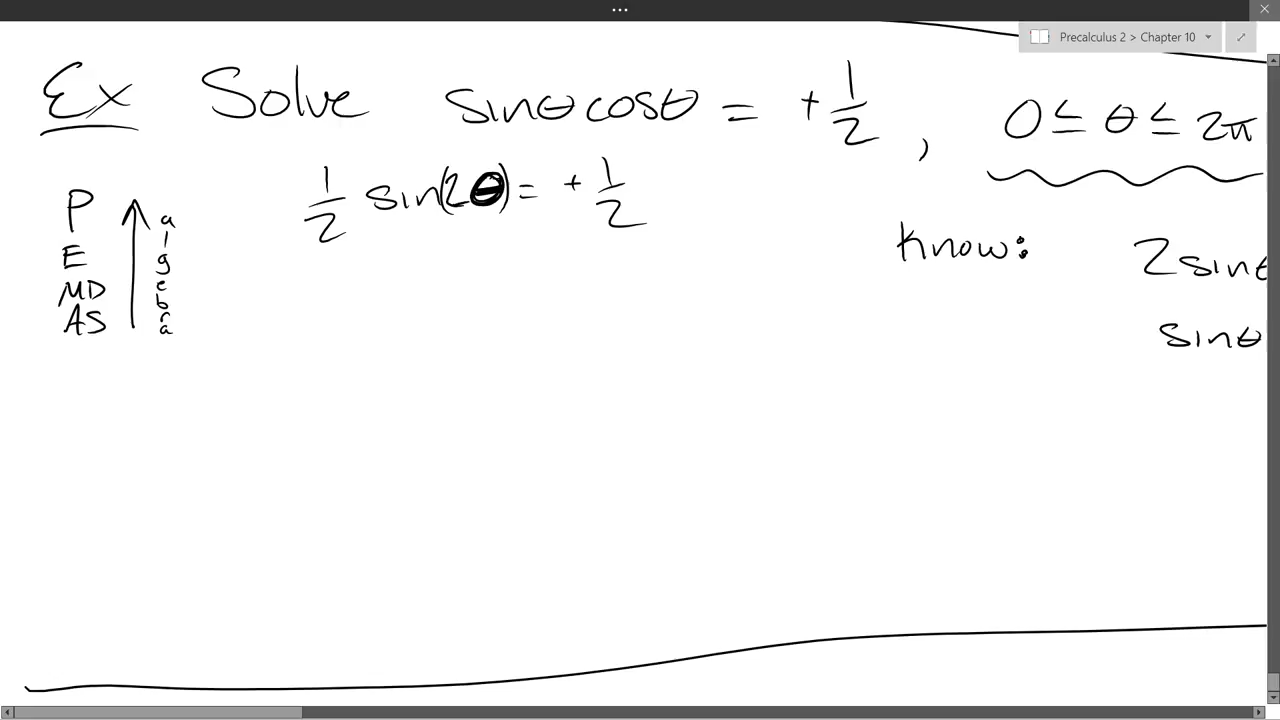 ...
Precalculus 2 > Chapter 10
Ex Solve sinθcosθ = +1/2, 0 ≤ θ ≤ 2π
1/2 sin(2θ) = +1/2
P
E
MD
AS
algebra
Know: 2sinθ
sinθ